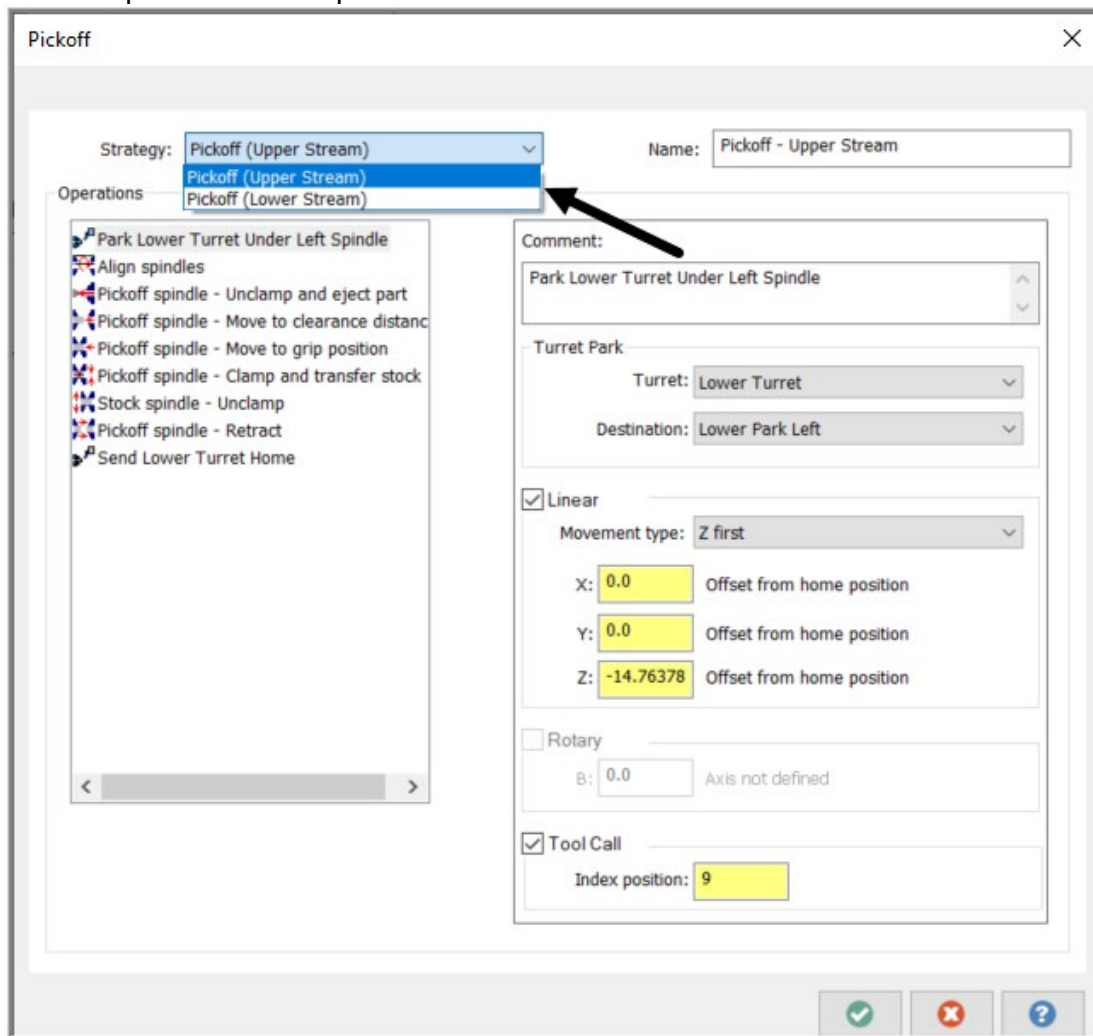 Pickoff
Strategy: Pickoff (Upper Stream)
Name: Pickoff - Upper Stream
Pickoff (Upper Stream)
Pickoff (Lower Stream)
Operations
Park Lower Turret Under Left Spindle
Align spindles
Pickoff spindle - Unclamp and eject part
Pickoff spindle - Move to clearance distanc
Pickoff spindle - Move to grip position
Pickoff spindle - Clamp and transfer stock
Stock spindle - Unclamp
Pickoff spindle - Retract
Send Lower Turret Home
Comment:
Park Lower Turret Under Left Spindle
Turret Park
Turret: Lower Turret
Destination: Lower Park Left
Linear
Movement type: Z first
X: 0.0 Offset from home position
Y: 0.0 Offset from home position
Z: -14.76378 Offset from home position
Rotary
B: 0.0 Axis not defined
Tool Call
Index position: 9